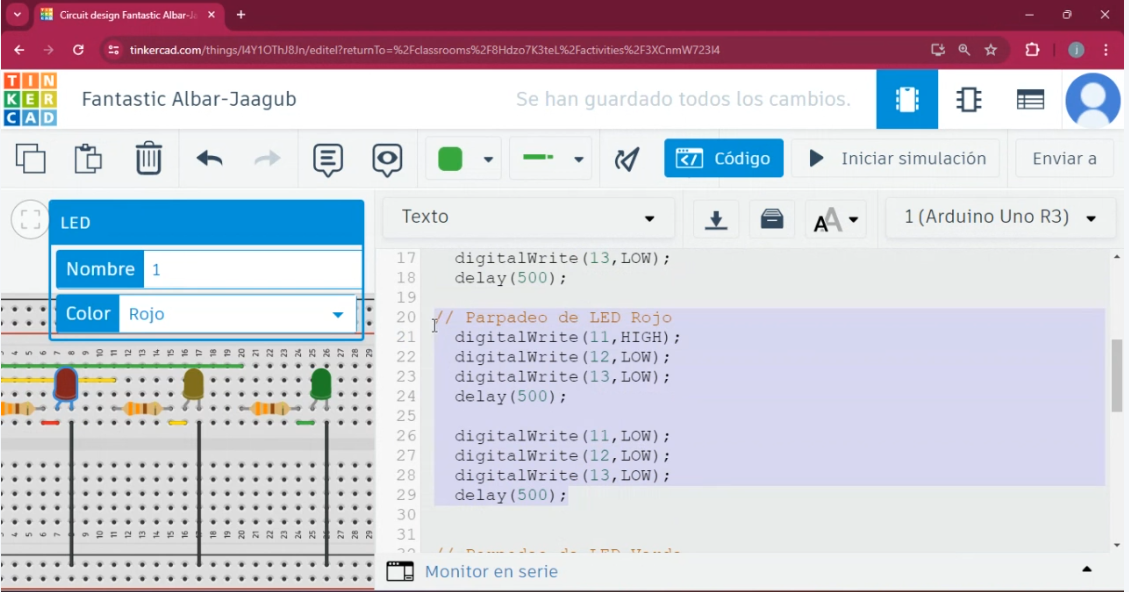 Circuit design Fantastic Albar-Ja
tinkercad.com/things/I4Y1OThJ8Jn/editel?returnTo=%2Fclassrooms%2F8Hdzo7K3teL%2Factivities%2F3XCnmW723I4
TIN
KER
CAD
Fantastic Albar-Jaagub
Se han guardado todos los cambios.
Código
Iniciar simulación
Enviar a
LED
Nombre 1
Color Rojo
Texto
1 (Arduino Uno R3)
17 digitalWrite(13,LOW);
18 delay(500);
19
20 // Parpadeo de LED Rojo
21 digitalWrite(11,HIGH);
22 digitalWrite(12,LOW);
23 digitalWrite(13,LOW);
24 delay(500);
25
26 digitalWrite(11,LOW);
27 digitalWrite(12,LOW);
28 digitalWrite(13,LOW);
29 delay(500);
30
31
// Parpadeo de LED
Monitor en serie